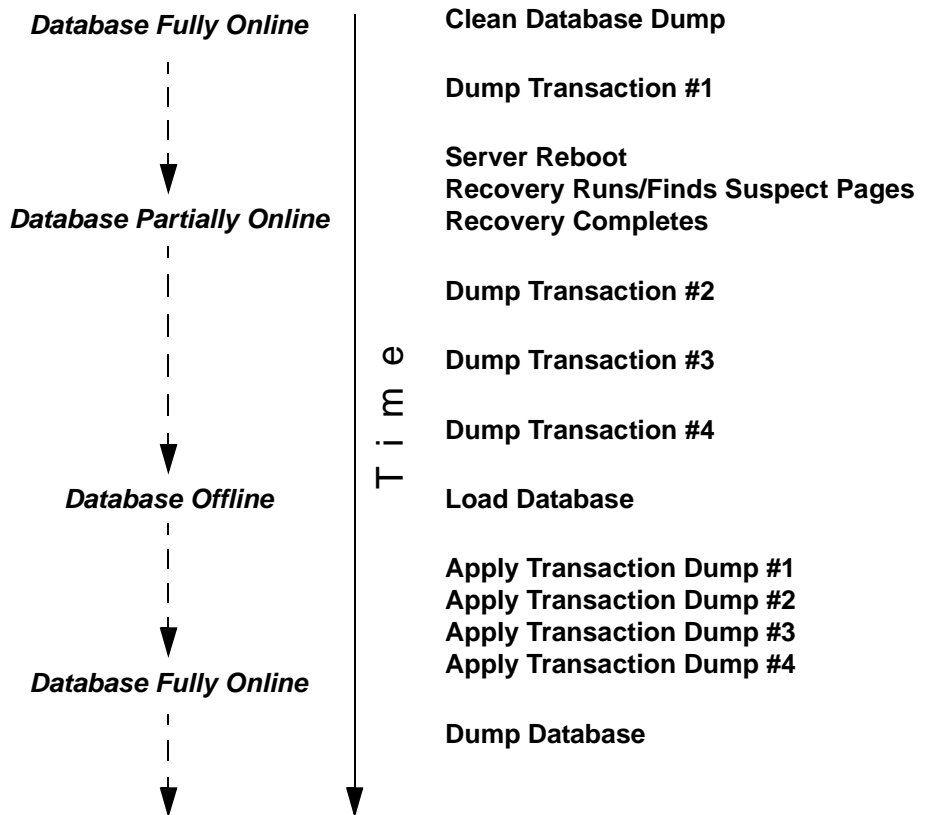 Database Fully Online
Clean Database Dump
Dump Transaction #1
Server Reboot
Recovery Runs/Finds Suspect Pages
Database Partially Online
Recovery Completes
Dump Transaction #2
Time
Dump Transaction #3
Dump Transaction #4
Database Offline
Load Database
Apply Transaction Dump #1
Apply Transaction Dump #2
Apply Transaction Dump #3
Apply Transaction Dump #4
Database Fully Online
Dump Database